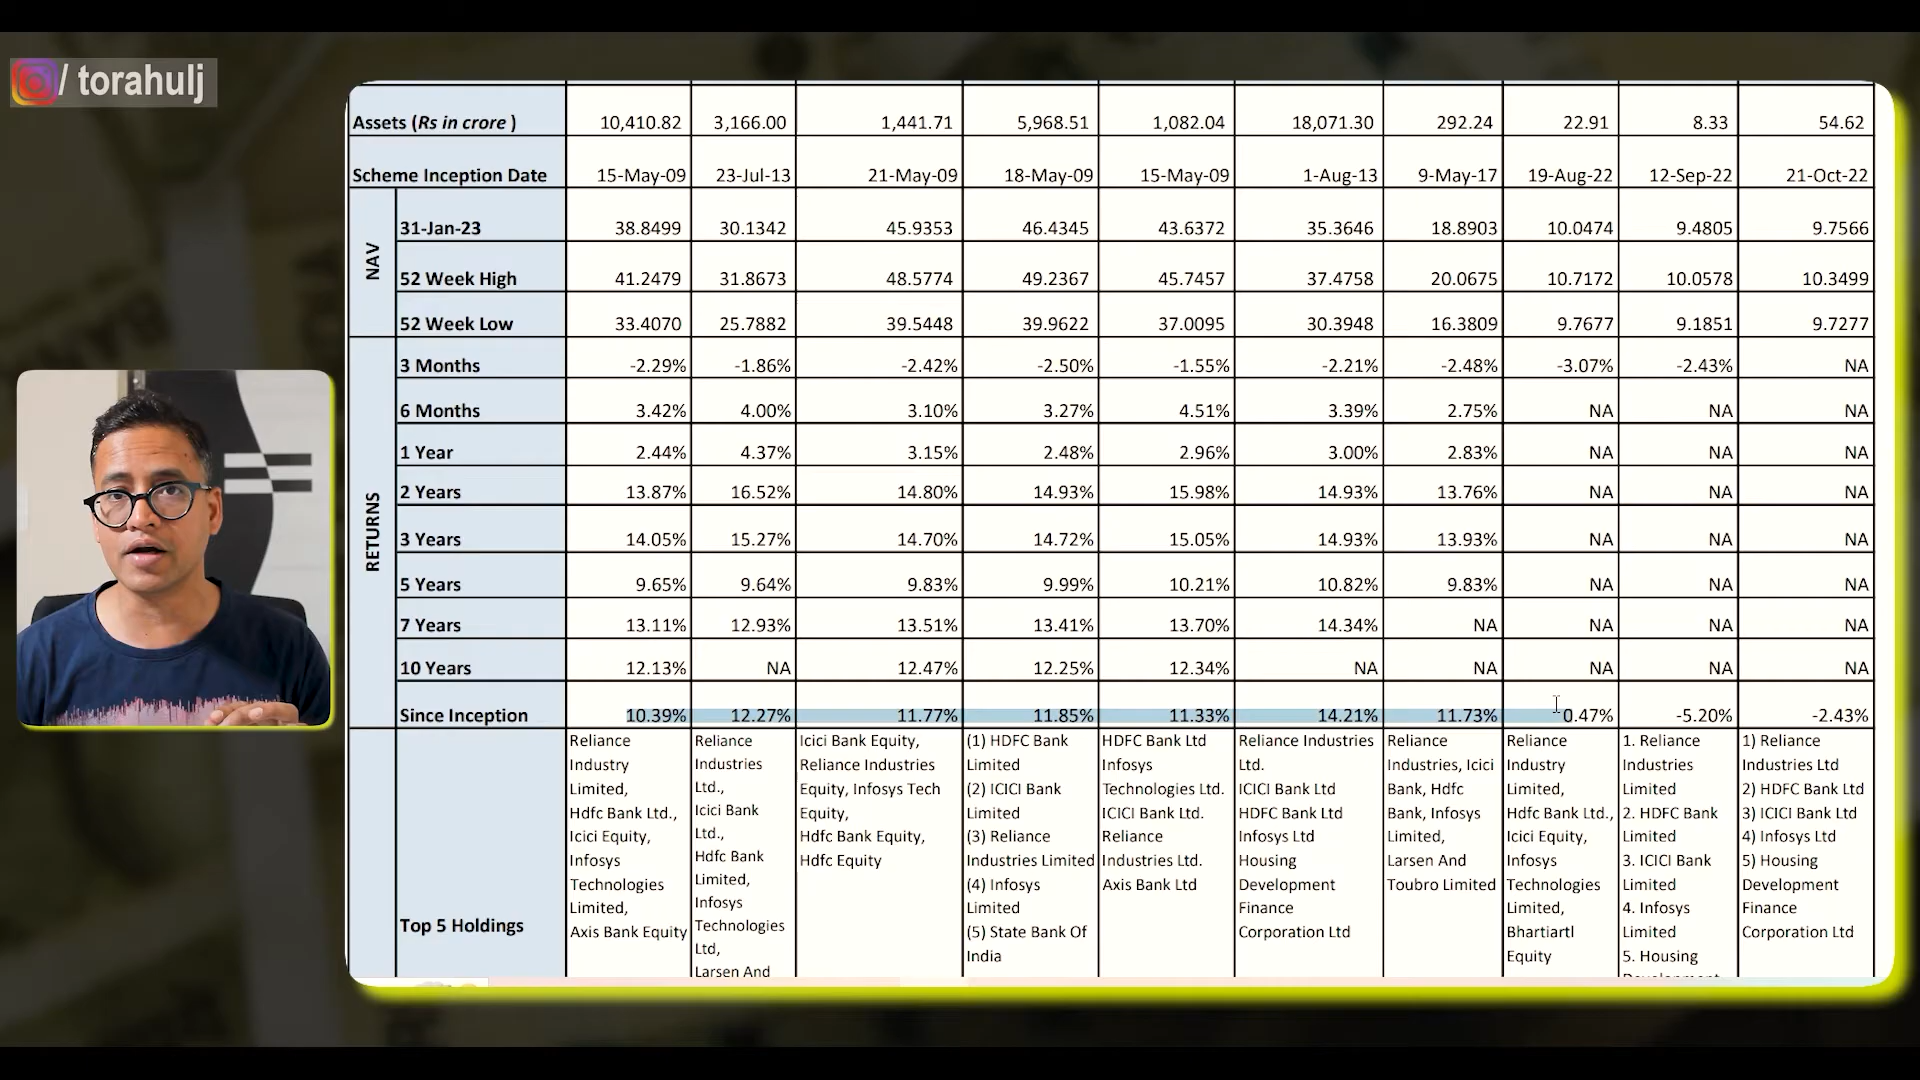 / torahulj
Assets (Rs in crore ) 10,410.82 3,166.00 1,441.71 5,968.51 1,082.04 18,071.30 292.24 22.91 8.33 54.62
Scheme Inception Date 15-May-09 23-Jul-13 21-May-09 18-May-09 15-May-09 1-Aug-13 9-May-17 19-Aug-22 12-Sep-22 21-Oct-22
NAV
31-Jan-23 38.8499 30.1342 45.9353 46.4345 43.6372 35.3646 18.8903 10.0474 9.4805 9.7566
52 Week High 41.2479 31.8673 48.5774 49.2367 45.7457 37.4758 20.0675 10.7172 10.0578 10.3499
52 Week Low 33.4070 25.7882 39.5448 39.9622 37.0095 30.3948 16.3809 9.7677 9.1851 9.7277
RETURNS
3 Months -2.29% -1.86% -2.42% -2.50% -1.55% -2.21% -2.48% -3.07% -2.43% NA
6 Months 3.42% 4.00% 3.10% 3.27% 4.51% 3.39% 2.75% NA NA NA
1 Year 2.44% 4.37% 3.15% 2.48% 2.96% 3.00% 2.83% NA NA NA
2 Years 13.87% 16.52% 14.80% 14.93% 15.98% 14.93% 13.76% NA NA NA
3 Years 14.05% 15.27% 14.70% 14.72% 15.05% 14.93% 13.93% NA NA NA
5 Years 9.65% 9.64% 9.83% 9.99% 10.21% 10.82% 9.83% NA NA NA
7 Years 13.11% 12.93% 13.51% 13.41% 13.70% 14.34% NA NA NA NA
10 Years 12.13% NA 12.47% 12.25% 12.34% NA NA NA NA NA
Since Inception 10.39% 12.27% 11.77% 11.85% 11.33% 14.21% 11.73% 0.47% -5.20% -2.43%
Top 5 Holdings
Reliance
Industry
Limited,
Hdfc Bank Ltd.,
Icici Equity,
Infosys
Technologies
Limited,
Axis Bank Equity
Reliance
Industries
Ltd.,
Icici Bank
Ltd.,
Hdfc Bank
Limited,
Infosys
Technologies
Ltd,
Larsen And
Icici Bank Equity,
Reliance Industries
Equity, Infosys Tech
Equity,
Hdfc Bank Equity,
Hdfc Equity
(1) HDFC Bank
Limited
(2) ICICI Bank
Limited
(3) Reliance
Industries Limited
(4) Infosys
Limited
(5) State Bank Of
India
HDFC Bank Ltd
Infosys
Technologies Ltd.
ICICI Bank Ltd.
Reliance
Industries Ltd.
Axis Bank Ltd
Reliance Industries
Ltd.
ICICI Bank Ltd
HDFC Bank Ltd
Infosys Ltd
Housing
Development
Finance
Corporation Ltd
Reliance
Industries, Icici
Bank, Hdfc
Bank, Infosys
Limited,
Larsen And
Toubro Limited
Reliance
Industry
Limited,
Hdfc Bank Ltd.,
Icici Equity,
Infosys
Technologies
Limited,
Bhartiartl
Equity
1. Reliance
Industries
Limited
2. HDFC Bank
Limited
3. ICICI Bank
Limited
4. Infosys
Limited
5. Housing
1) Reliance
Industries Ltd
2) HDFC Bank Ltd
3) ICICI Bank Ltd
4) Infosys Ltd
5) Housing
Development
Finance
Corporation Ltd